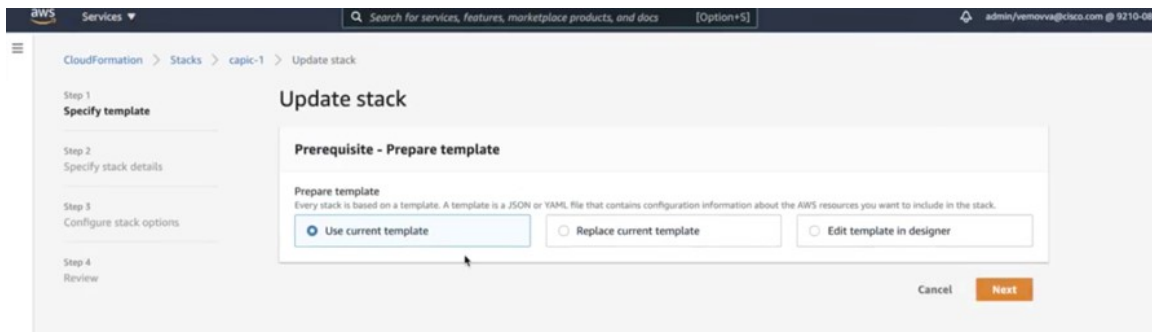 aws Services ▼ Search for services, features, marketplace products, and docs [Option+S] admin/vemovva@cisco.com @ 9210-08
CloudFormation > Stacks > capic-1 > Update stack
Step 1
Specify template
Step 2
Specify stack details
Step 3
Configure stack options
Step 4
Review
Update stack
Prerequisite - Prepare template
Prepare template
Every stack is based on a template. A template is a JSON or YAML file that contains configuration information about the AWS resources you want to include in the stack.
Use current template Replace current template Edit template in designer
Cancel Next